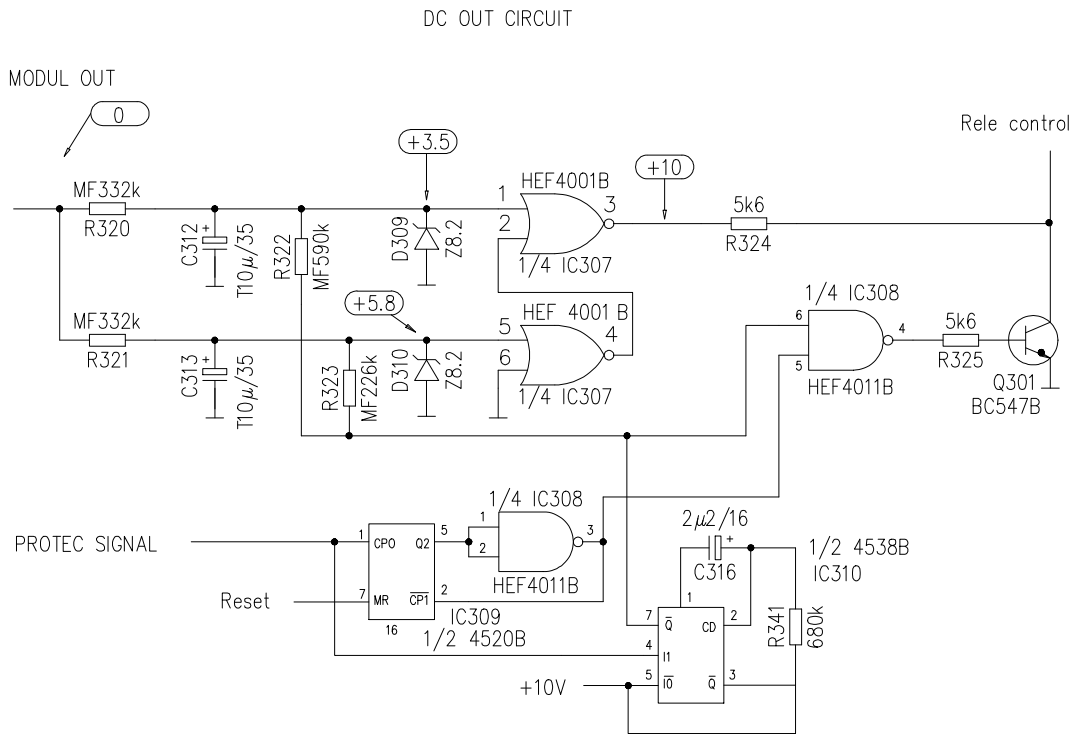 DC OUT CIRCUIT
MODUL OUT
0
Rele control
+3.5
+10
MF332k
R320
C312
+
T10µ/35
R322
MF590k
D309
Z8.2
1
2
HEF4001B
3
1/4 IC307
5k6
R324
+5.8
MF332k
R321
C313
+
T10µ/35
R323
MF226k
D310
Z8.2
5
6
HEF 4001 B
4
1/4 IC307
1/4 IC308
6
5
4
HEF4011B
5k6
R325
Q301
BC547B
PROTEC SIGNAL
Reset
1
CP0
Q2
5
7
MR
CP1
2
16
IC309
1/2 4520B
1/4 IC308
1
2
3
HEF4011B
2µ2/16
+
C316
1/2 4538B
IC310
1
7
Q
CD
2
4
I1
5
I0
Q
3
R341
680k
+10V